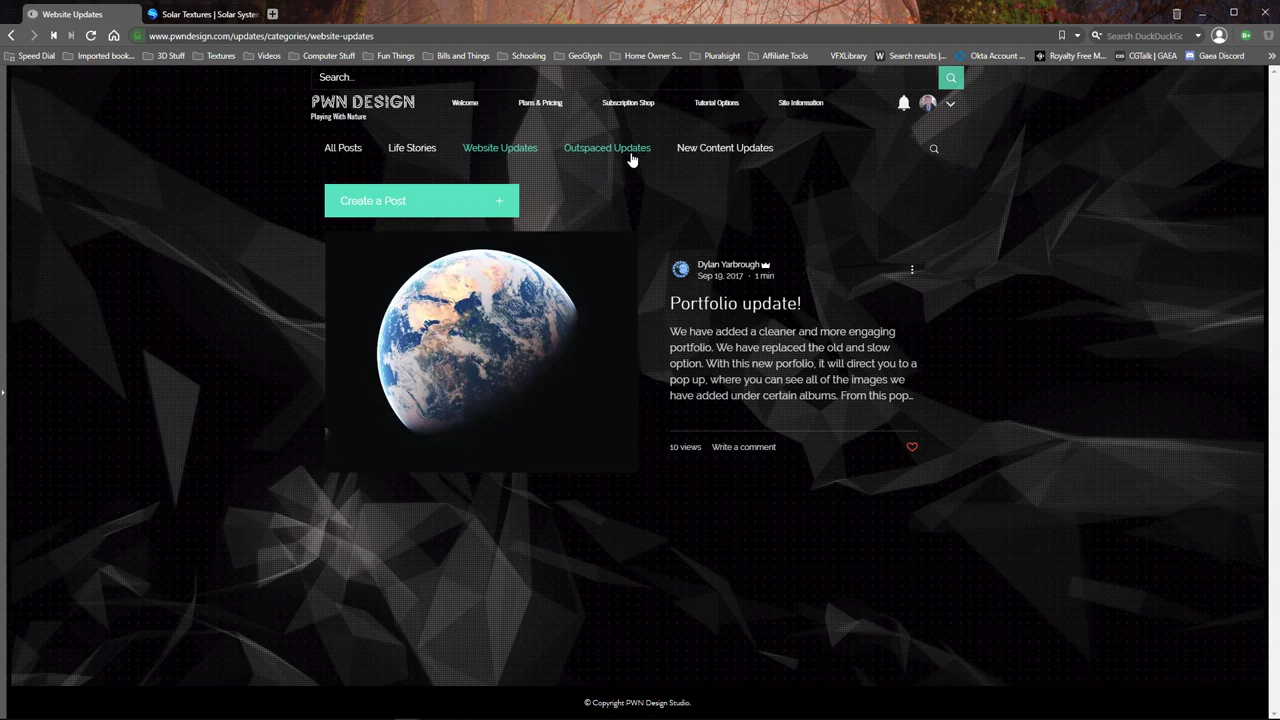 Website Updates
Solar Textures | Solar Syste
www.pwndesign.com/updates/categories/website-updates
Search DuckDuckGo
Speed Dial
Imported book...
3D Stuff
Textures
Videos
Computer Stuff
Fun Things
Bills and Things
Schooling
GeoGlyph
Home Owner S...
Pluralsight
Affiliate Tools
VFXLibrary
W Search results |...
Okta Account ...
Royalty Free M...
CGTalk | GAEA
Gaea Discord
Search...
PWN DESIGN
Playing With Nature
Welcome
Plans & Pricing
Subscription Shop
Tutorial Options
Site Information
All Posts
Life Stories
Website Updates
Outspaced Updates
New Content Updates
Create a Post +
Dylan Yarbrough
Sep 19, 2017 · 1 min
Portfolio update!
We have added a cleaner and more engaging
portfolio. We have replaced the old and slow
option. With this new porfolio, it will direct you to a
pop up, where you can see all of the images we
have added under certain albums. From this pop...
10 views Write a comment
© Copyright PWN Design Studio.